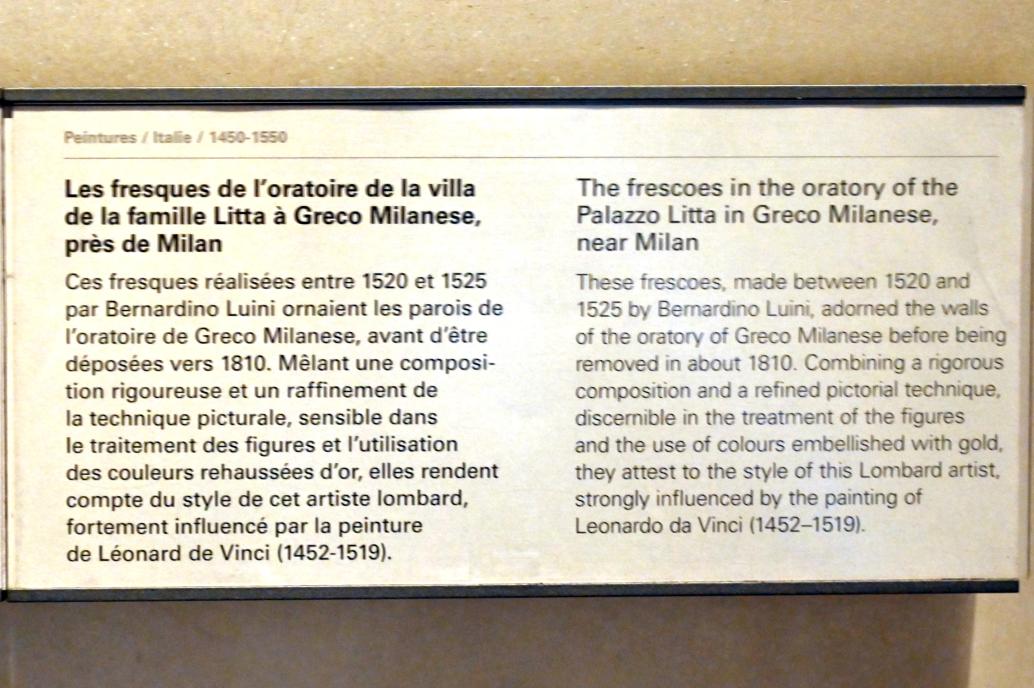 Peintures / Italie / 1450-1550
Les fresques de l'oratoire de la villa
de la famille Litta à Greco Milanese,
près de Milan
Ces fresques réalisées entre 1520 et 1525
par Bernardino Luini ornaient les parois de
l'oratoire de Greco Milanese, avant d'être
déposées vers 1810. Mêlant une composi-
tion rigoureuse et un raffinement de
la technique picturale, sensible dans
le traitement des figures et l'utilisation
des couleurs rehaussées d'or, elles rendent
compte du style de cet artiste lombard,
fortement influencé par la peinture
de Léonard de Vinci (1452-1519).
The frescoes in the oratory of the
Palazzo Litta in Greco Milanese,
near Milan
These frescoes, made between 1520 and
1525 by Bernardino Luini, adorned the walls
of the oratory of Greco Milanese before being
removed in about 1810. Combining a rigorous
composition and a refined pictorial technique,
discernible in the treatment of the figures
and the use of colours embellished with gold,
they attest to the style of this Lombard artist,
strongly influenced by the painting of
Leonardo da Vinci (1452–1519).